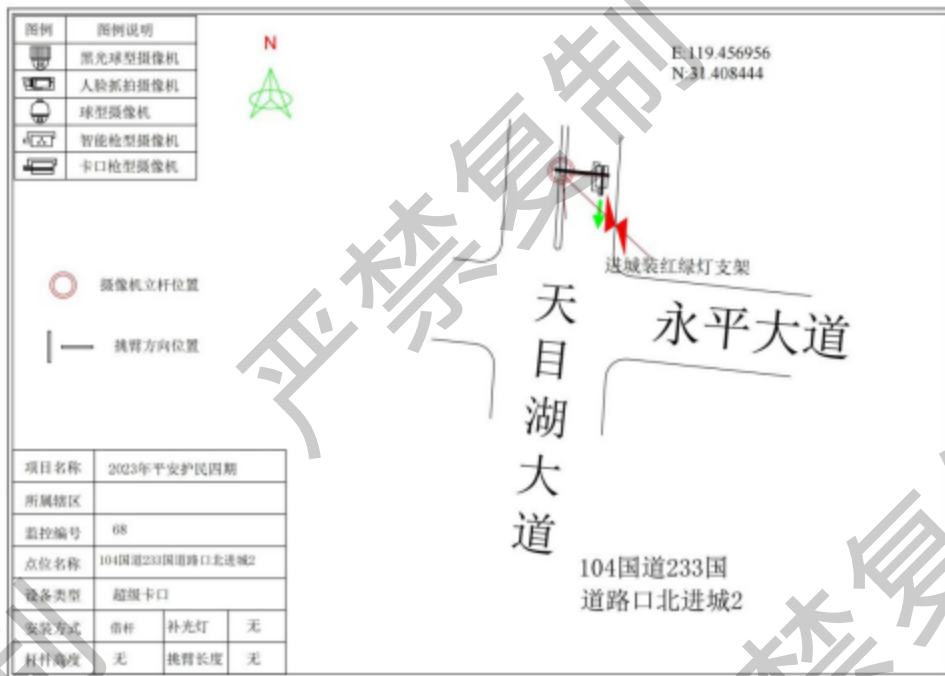 图例 图例说明
黑光球型摄像机
人脸抓拍摄像机
球型摄像机
智能枪型摄像机
卡口枪型摄像机
N
E:119.456956
N:31.408444
摄像机立杆位置
挑臂方向位置
进城装红绿灯支架
永平大道
天目湖大道
104国道233国
道路口北进城2
项目名称 2023年平安护民四期
所属辖区
监控编号 68
点位名称 104国道233国道路口北进城2
设备类型 超级卡口
安装方式 借杆 补光灯 无
杆件高度 无 挑臂长度 无
严禁复制
严禁复制
制